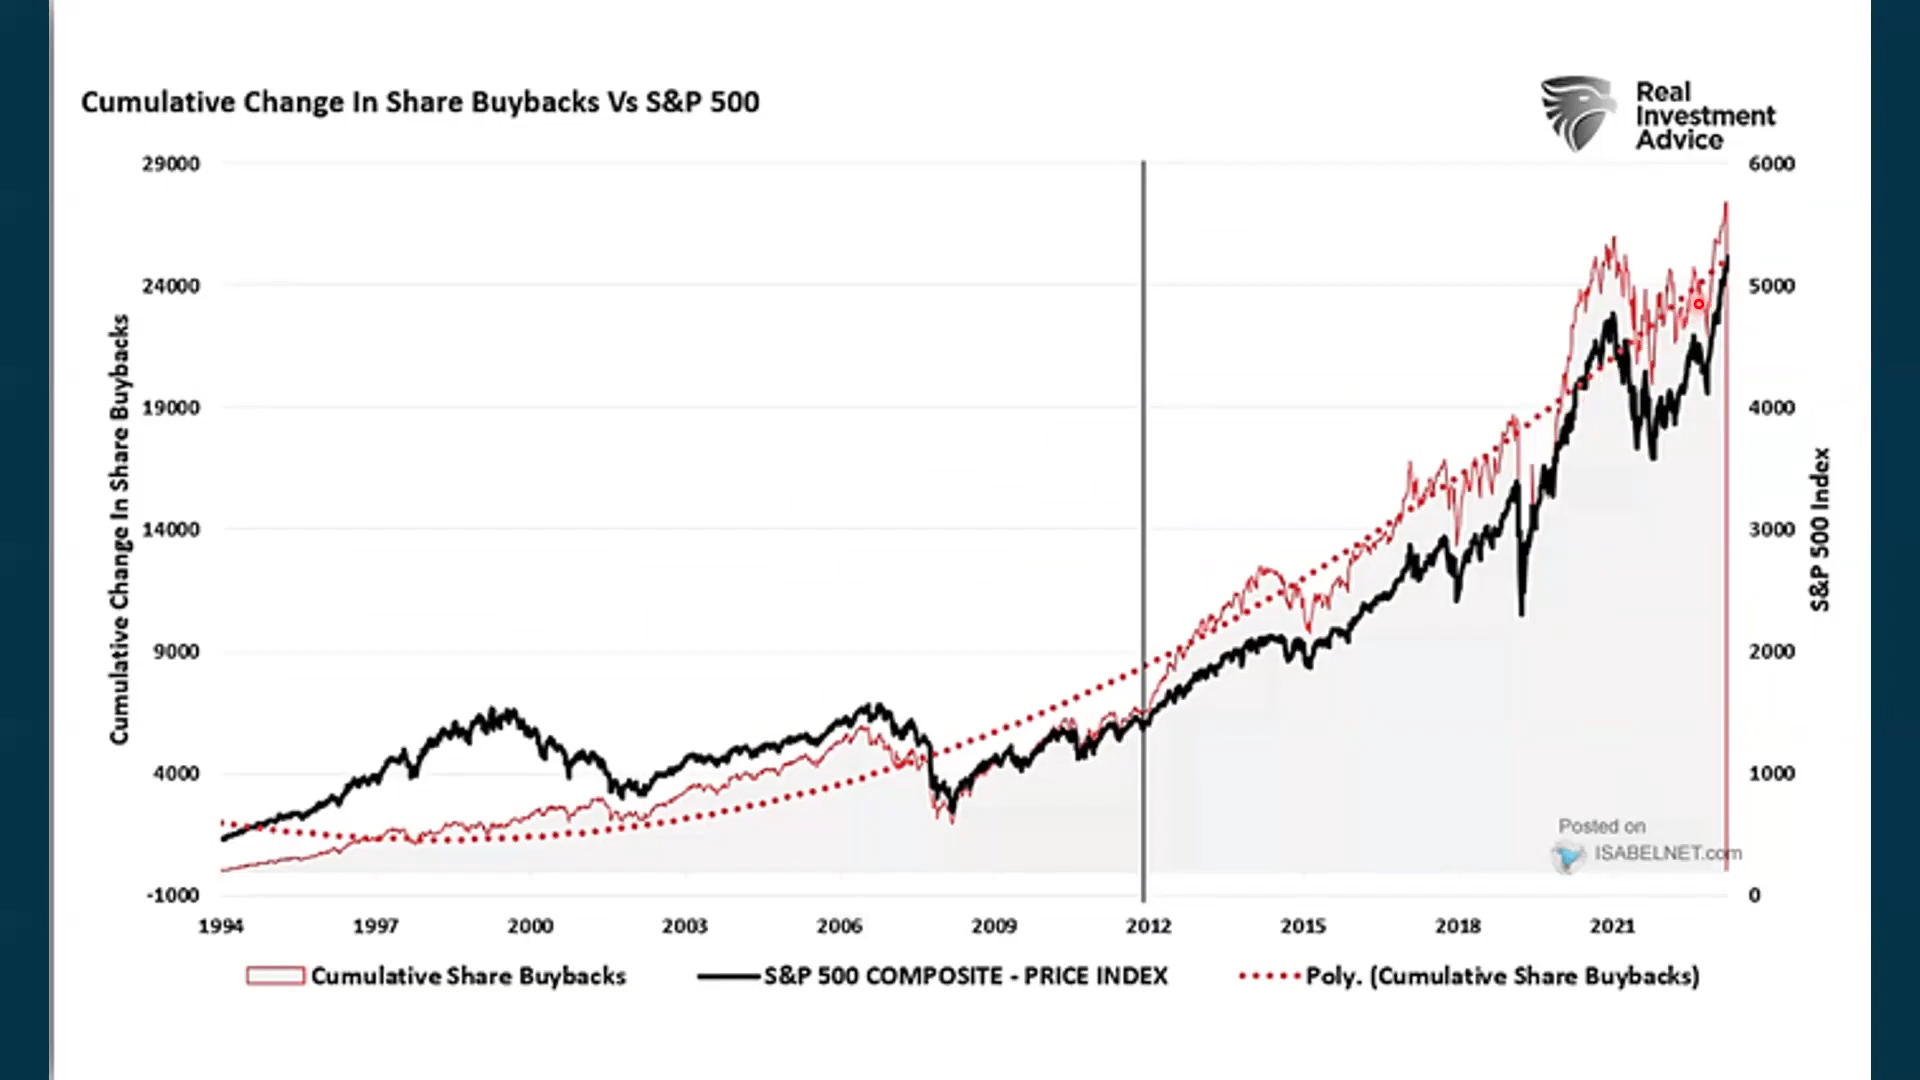 Cumulative Change In Share Buybacks Vs S&P 500
Real
Investment
Advice
29000
24000
19000
14000
9000
4000
-1000
Cumulative Change In Share Buybacks
6000
5000
4000
3000
2000
1000
0
S&P 500 Index
Posted on
ISABELNET.com
1994 1997 2000 2003 2006 2009 2012 2015 2018 2021
Cumulative Share Buybacks S&P 500 COMPOSITE - PRICE INDEX Poly. (Cumulative Share Buybacks)